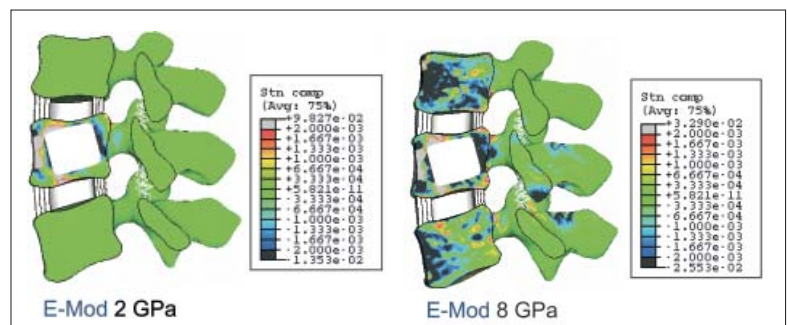 Stn comp
(Avg: 75%)
+9.827e-02
+2.000e-03
+1.667e-03
+1.333e-03
+1.000e-03
+6.667e-04
+3.333e-04
+5.821e-11
-3.333e-04
-6.667e-04
-1.000e-03
-1.333e-03
-1.667e-03
-2.000e-03
-1.353e-02
E-Mod 2 GPa
Stn comp
(Avg: 75%)
+3.290e-02
+2.000e-03
+1.667e-03
+1.333e-03
+1.000e-03
+6.667e-04
+3.333e-04
+5.821e-11
-3.333e-04
-6.667e-04
-1.000e-03
-1.333e-03
-1.667e-03
-2.000e-03
-2.553e-02
E-Mod 8 GPa